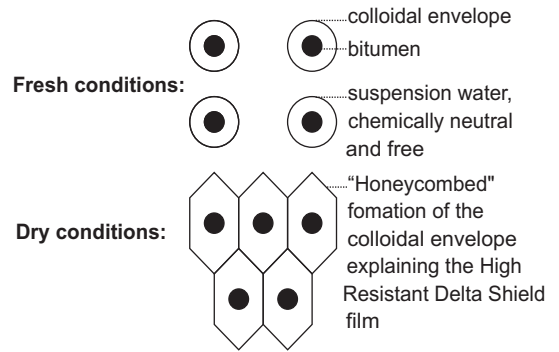 colloidal envelope
bitumen
Fresh conditions:
suspension water,
chemically neutral
and free
"Honeycombed"
fomation of the
Dry conditions:
colloidal envelope
explaining the High
Resistant Delta Shield
film